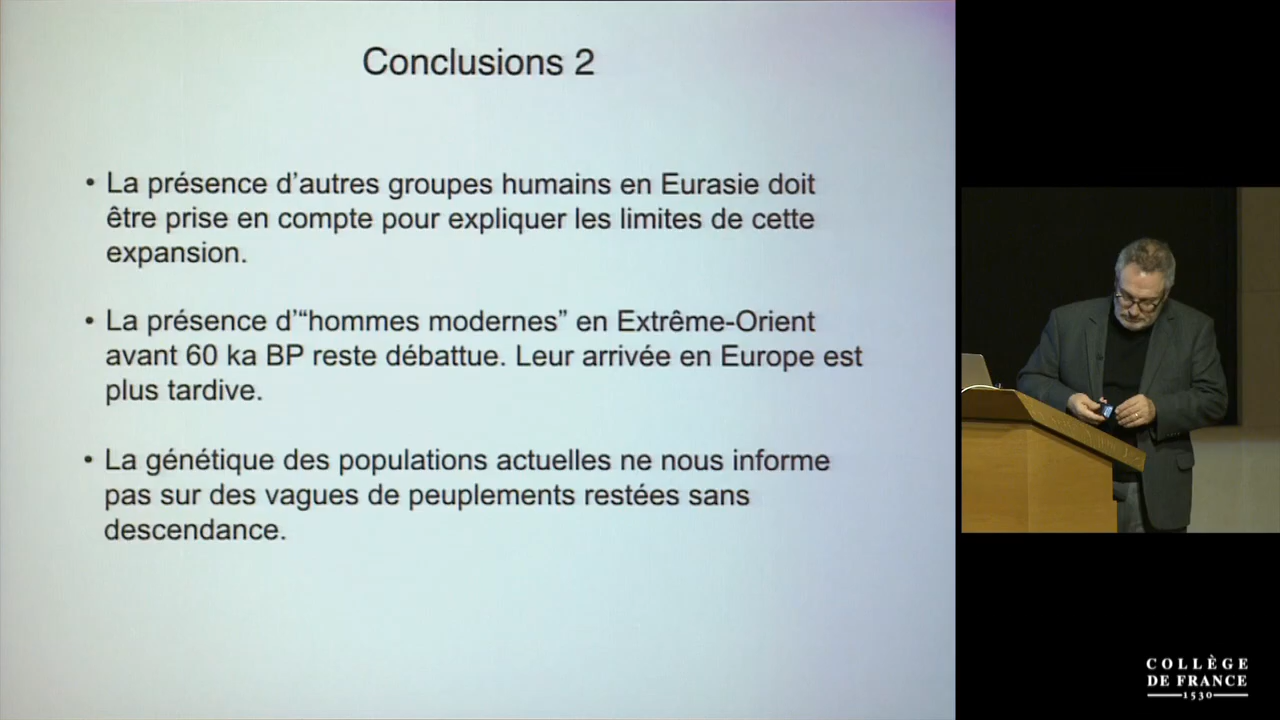 Conclusions 2
• La présence d’autres groupes humains en Eurasie doit
être prise en compte pour expliquer les limites de cette
expansion.
• La présence d’“hommes modernes” en Extrême-Orient
avant 60 ka BP reste débattue. Leur arrivée en Europe est
plus tardive.
• La génétique des populations actuelles ne nous informe
pas sur des vagues de peuplements restées sans
descendance.
COLLÈGE
DE FRANCE
1530